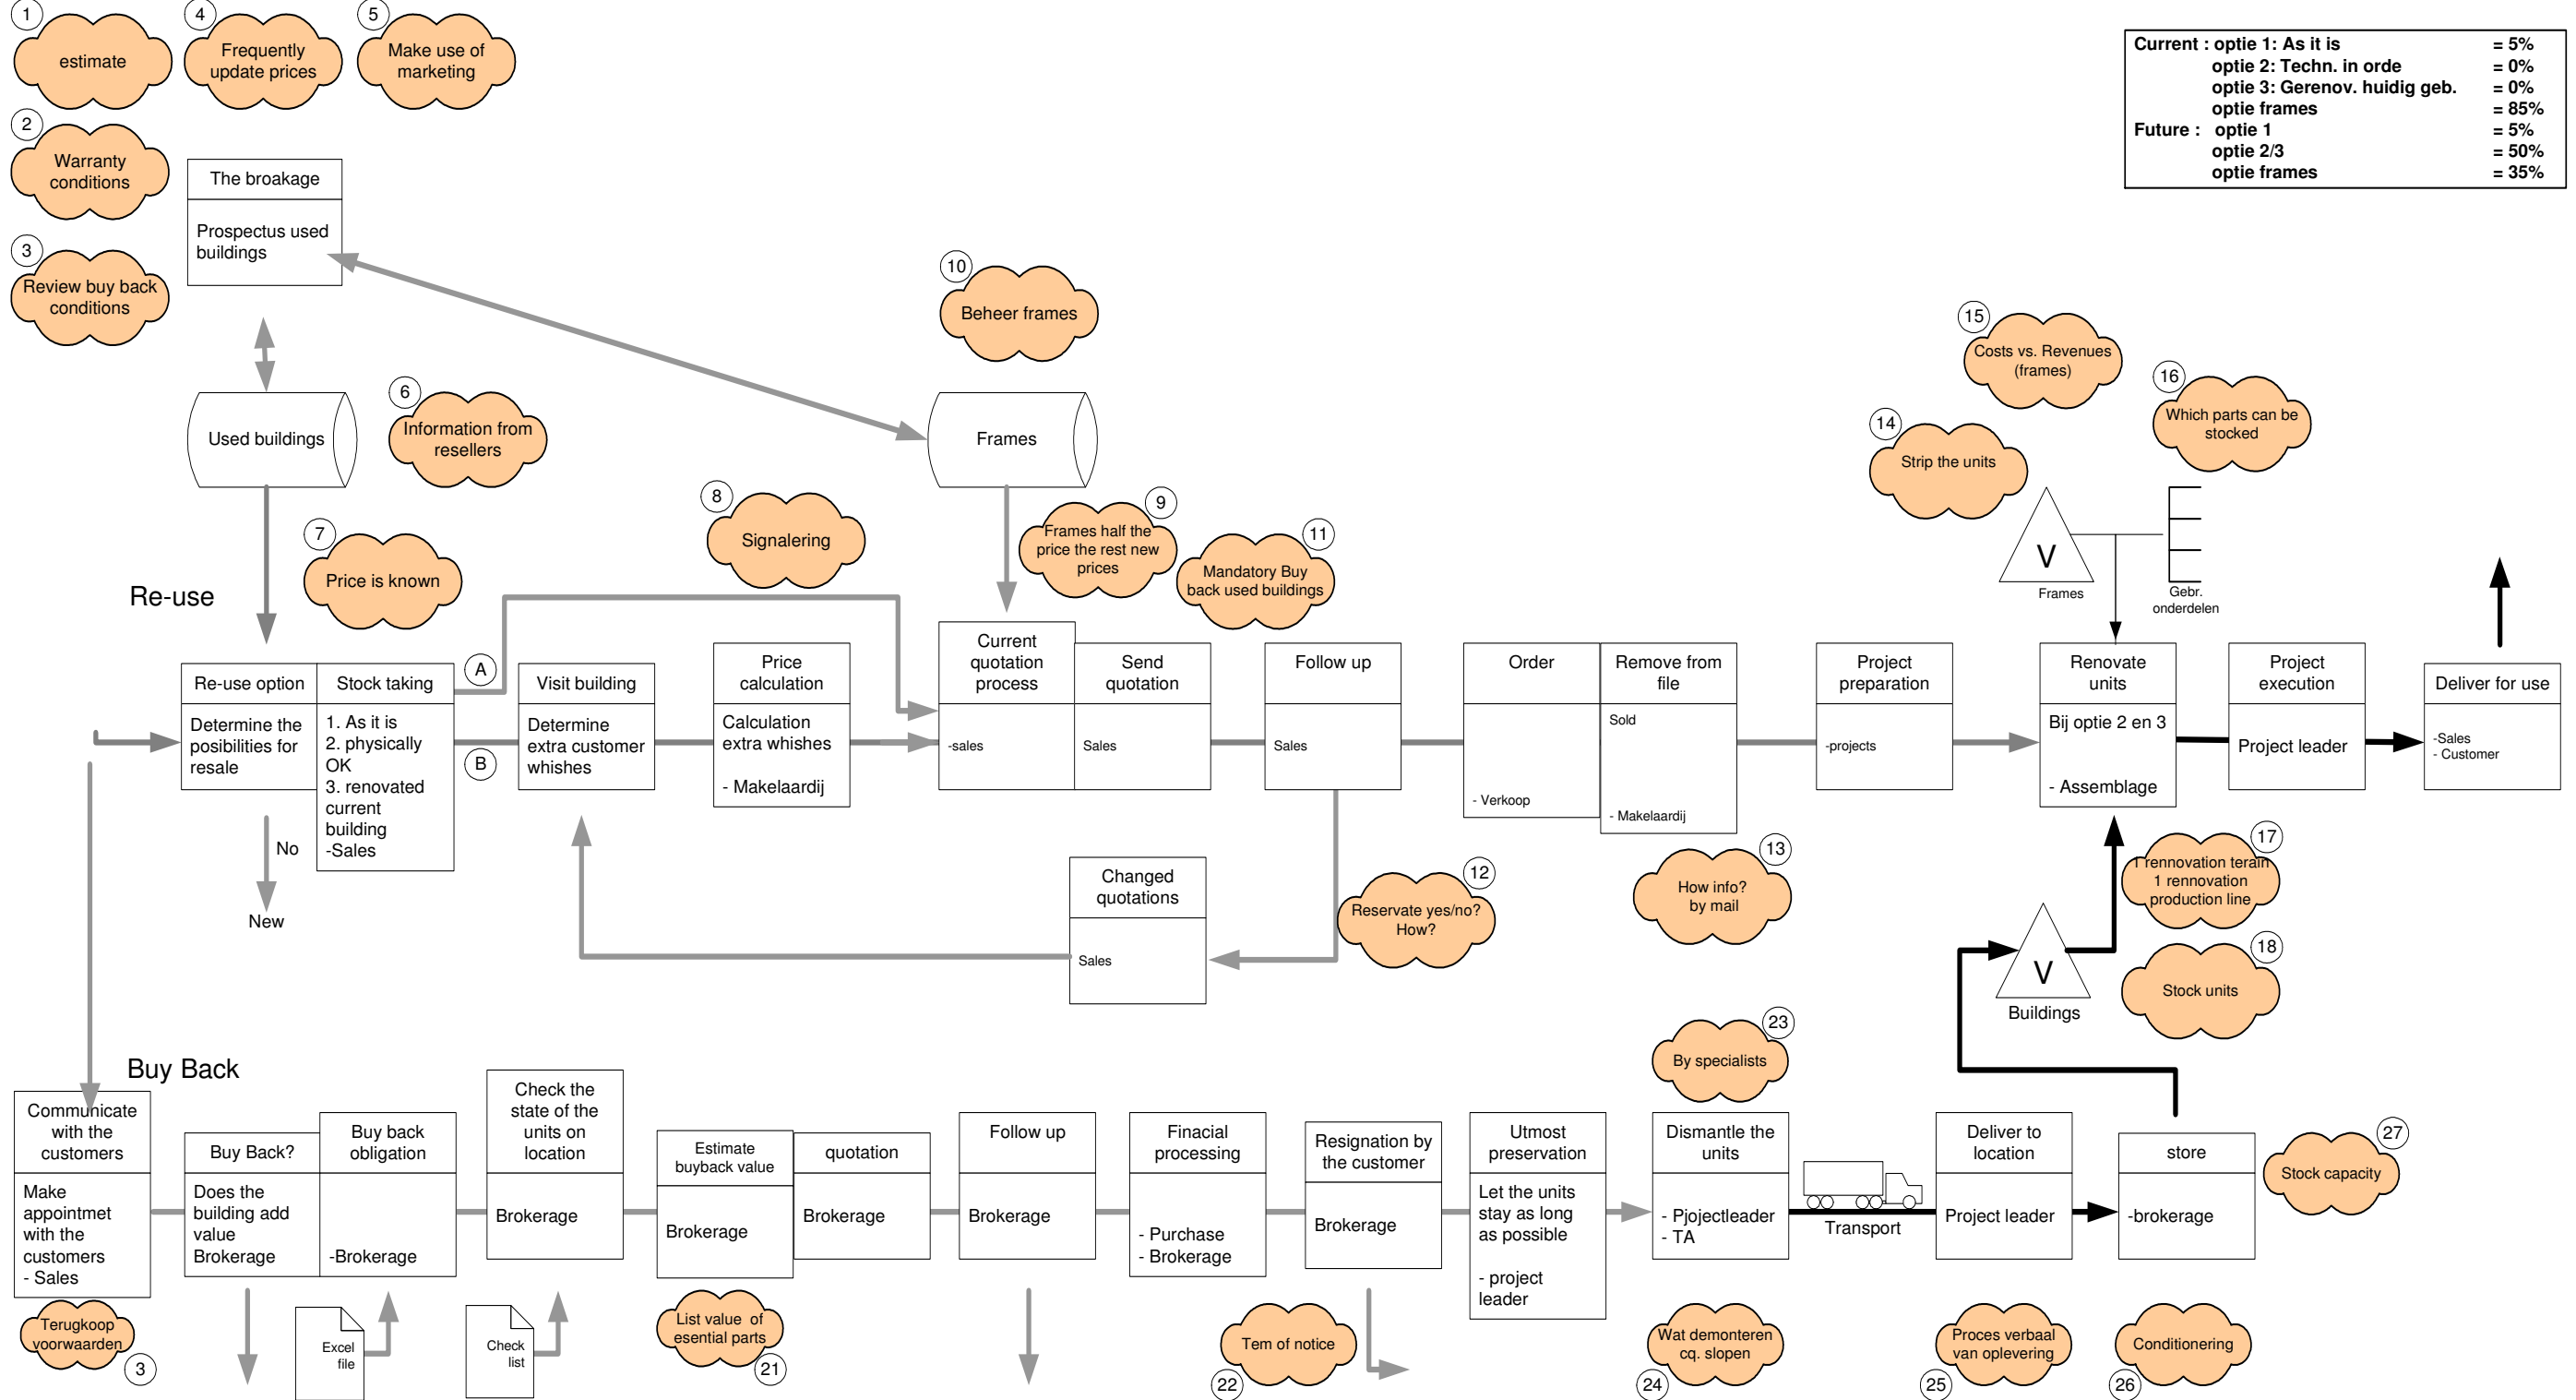 1
estimate
4
Frequently
update prices
5
Make use of
marketing
Current : optie 1: As it is = 5%
optie 2: Techn. in orde = 0%
optie 3: Gerenov. huidig geb. = 0%
optie frames = 85%
Future : optie 1 = 5%
optie 2/3 = 50%
optie frames = 35%
2
Warranty
conditions
3
Review buy back
conditions
The broakage
Prospectus used
buildings
10
Beheer frames
15
Costs vs. Revenues
(frames)
16
Which parts can be
stocked
14
Strip the units
Used buildings
6
Information from
resellers
Frames
8
Signalering
9
Frames half the
price the rest new
prices
11
Mandatory Buy
back used buildings
7
Price is known
V
Frames
Gebr.
onderdelen
Re-use
Re-use option
Determine the
posibilities for
resale
Stock taking
1. As it is
2. physically
OK
3. renovated
current
building
-Sales
A
B
Visit building
Determine
extra customer
whishes
Price
calculation
Calculation
extra whishes
- Makelaardij
Current
quotation
process
-sales
Send
quotation
Sales
Follow up
Sales
Order
- Verkoop
Remove from
file
Sold
- Makelaardij
Project
preparation
-projects
Renovate
units
Bij optie 2 en 3
- Assemblage
Project
execution
Project leader
Deliver for use
-Sales
- Customer
No
New
Changed
quotations
Sales
12
Reservate yes/no?
How?
13
How info?
by mail
17
1 rennovation terain
1 rennovation
production line
18
Stock units
V
Buildings
Buy Back
Communicate
with the
customers
Make
appointmet
with the
customers
- Sales
Buy Back?
Does the
building add
value
Brokerage
Buy back
obligation
-Brokerage
Check the
state of the
units on
location
Brokerage
Estimate
buyback value
Brokerage
quotation
Brokerage
Follow up
Brokerage
Finacial
processing
- Purchase
- Brokerage
Resignation by
the customer
Brokerage
Utmost
preservation
Let the units
stay as long
as possible
- project
leader
23
By specialists
Dismantle the
units
- Pjojectleader
- TA
Transport
Deliver to
location
Project leader
store
-brokerage
27
Stock capacity
Terugkoop
voorwaarden
3
Excel
file
Check
list
List value of
esential parts
21
Tem of notice
22
Wat demonteren
cq. slopen
24
Proces verbaal
van oplevering
25
Conditionering
26